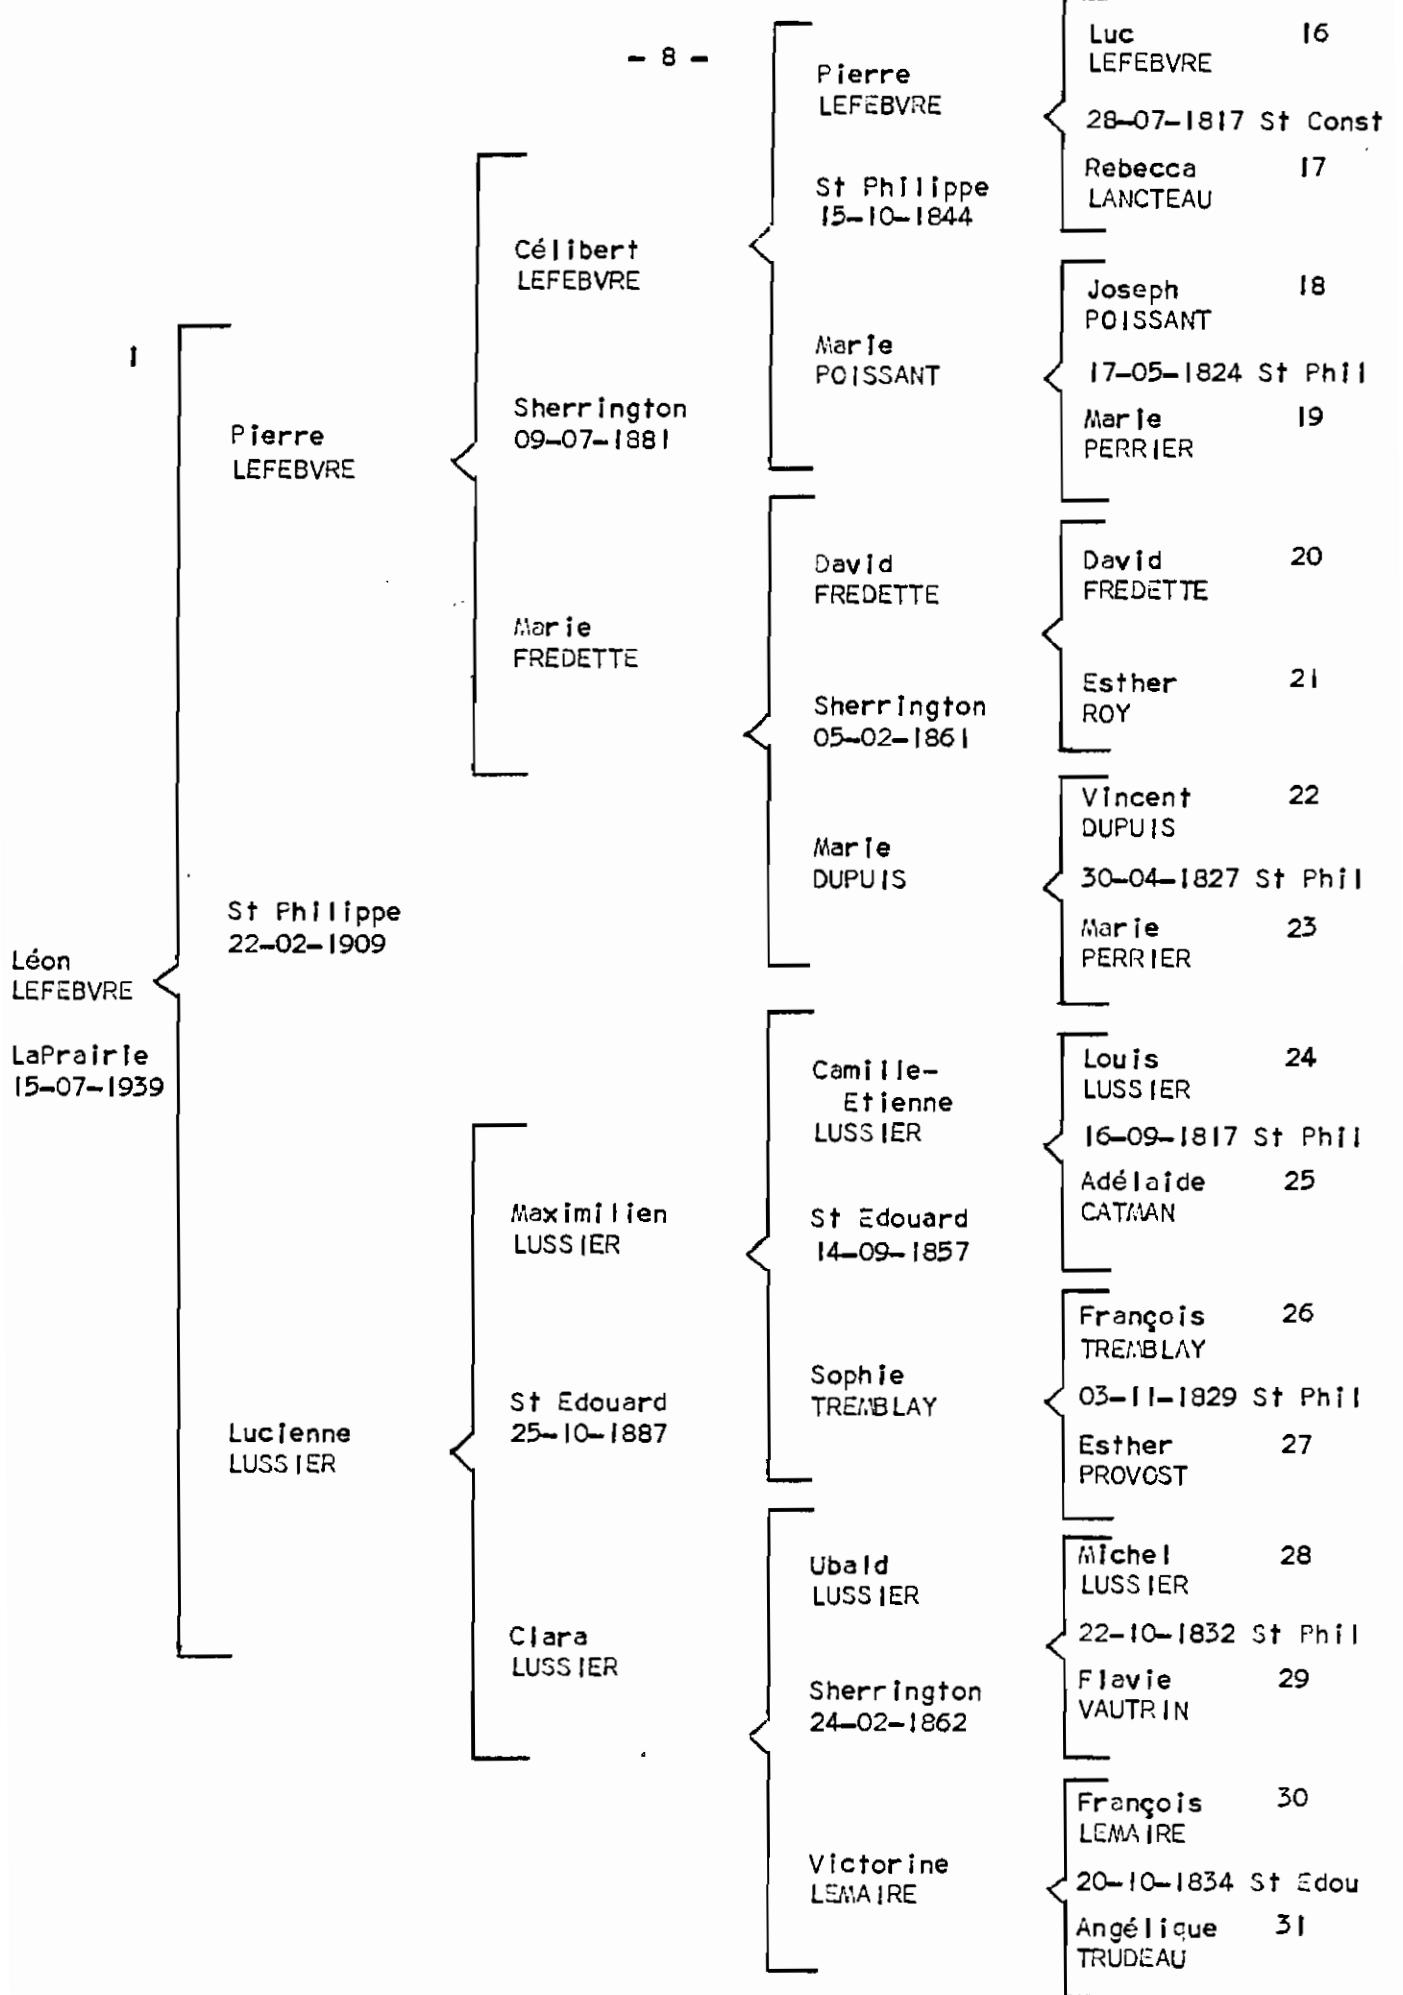 - 8 -
1
Léon
LEFEBVRE
LaPrairie
15-07-1939
Pierre
LEFEBVRE
St Philippe
22-02-1909
Lucienne
LUSSIER
Célibert
LEFEBVRE
Sherrington
09-07-1881
Marie
FREDETTE
Maximilien
LUSSIER
St Edouard
25-10-1887
Clara
LUSSIER
Pierre
LEFEBVRE
St Philippe
15-10-1844
Marie
POISSANT
David
FREDETTE
Sherrington
05-02-1861
Marie
DUPUIS
Camille-
Etienne
LUSSIER
St Edouard
14-09-1857
Sophie
TREMBLAY
Ubald
LUSSIER
Sherrington
24-02-1862
Victorine
LEMAIRE
Luc 16
LEFEBVRE
28-07-1817 St Const
Rebecca 17
LANCTEAU
Joseph 18
POISSANT
17-05-1824 St Phil
Marie 19
PERRIER
David 20
FREDETTE
Esther 21
ROY
Vincent 22
DUPUIS
30-04-1827 St Phil
Marie 23
PERRIER
Louis 24
LUSSIER
16-09-1817 St Phil
Adélaide 25
CATMAN
François 26
TREMBLAY
03-11-1829 St Phil
Esther 27
PROVOST
Michel 28
LUSSIER
22-10-1832 St Phil
Flavie 29
VAUTRIN
François 30
LEMAIRE
20-10-1834 St Edou
Angélique 31
TRUDEAU